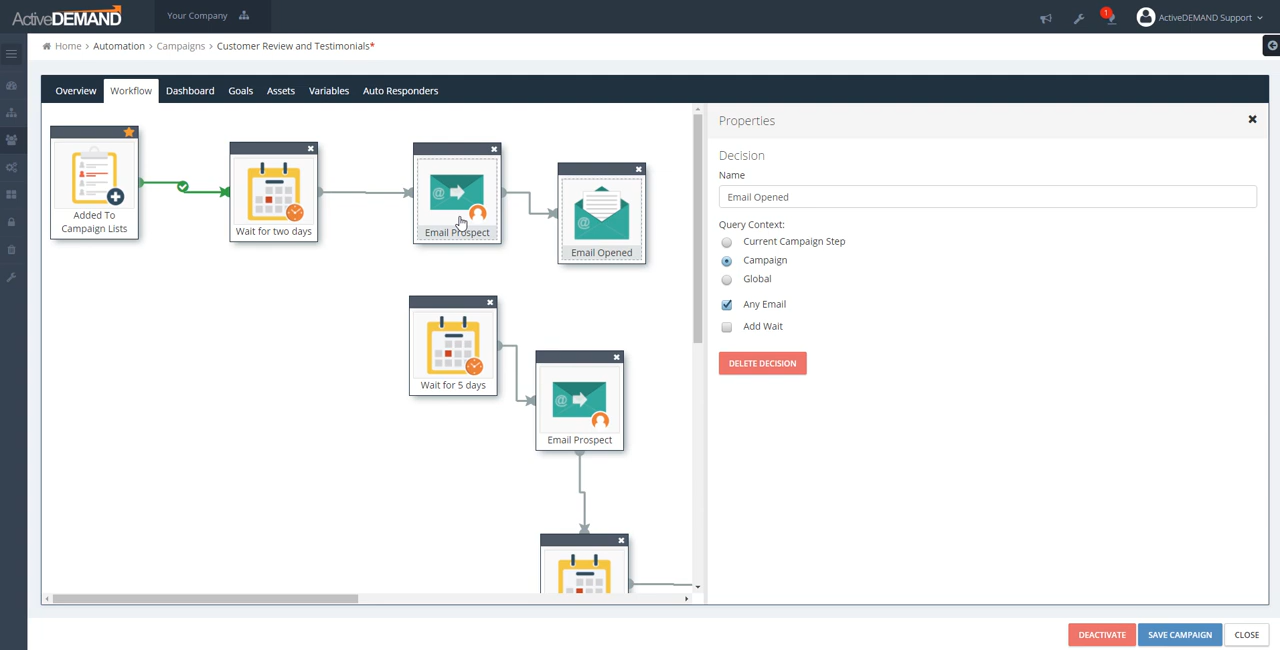 ActiveDEMAND
Your Company
1
ActiveDEMAND Support
Home > Automation > Campaigns > Customer Review and Testimonials*
Overview
Workflow
Dashboard
Goals
Assets
Variables
Auto Responders
Added To
Campaign Lists
Wait for two days
@
Email Prospect
@
Email Opened
Wait for 5 days
@
Email Prospect
Properties
Decision
Name
Email Opened
Query Context:
Current Campaign Step
Campaign
Global
Any Email
Add Wait
DELETE DECISION
DEACTIVATE
SAVE CAMPAIGN
CLOSE